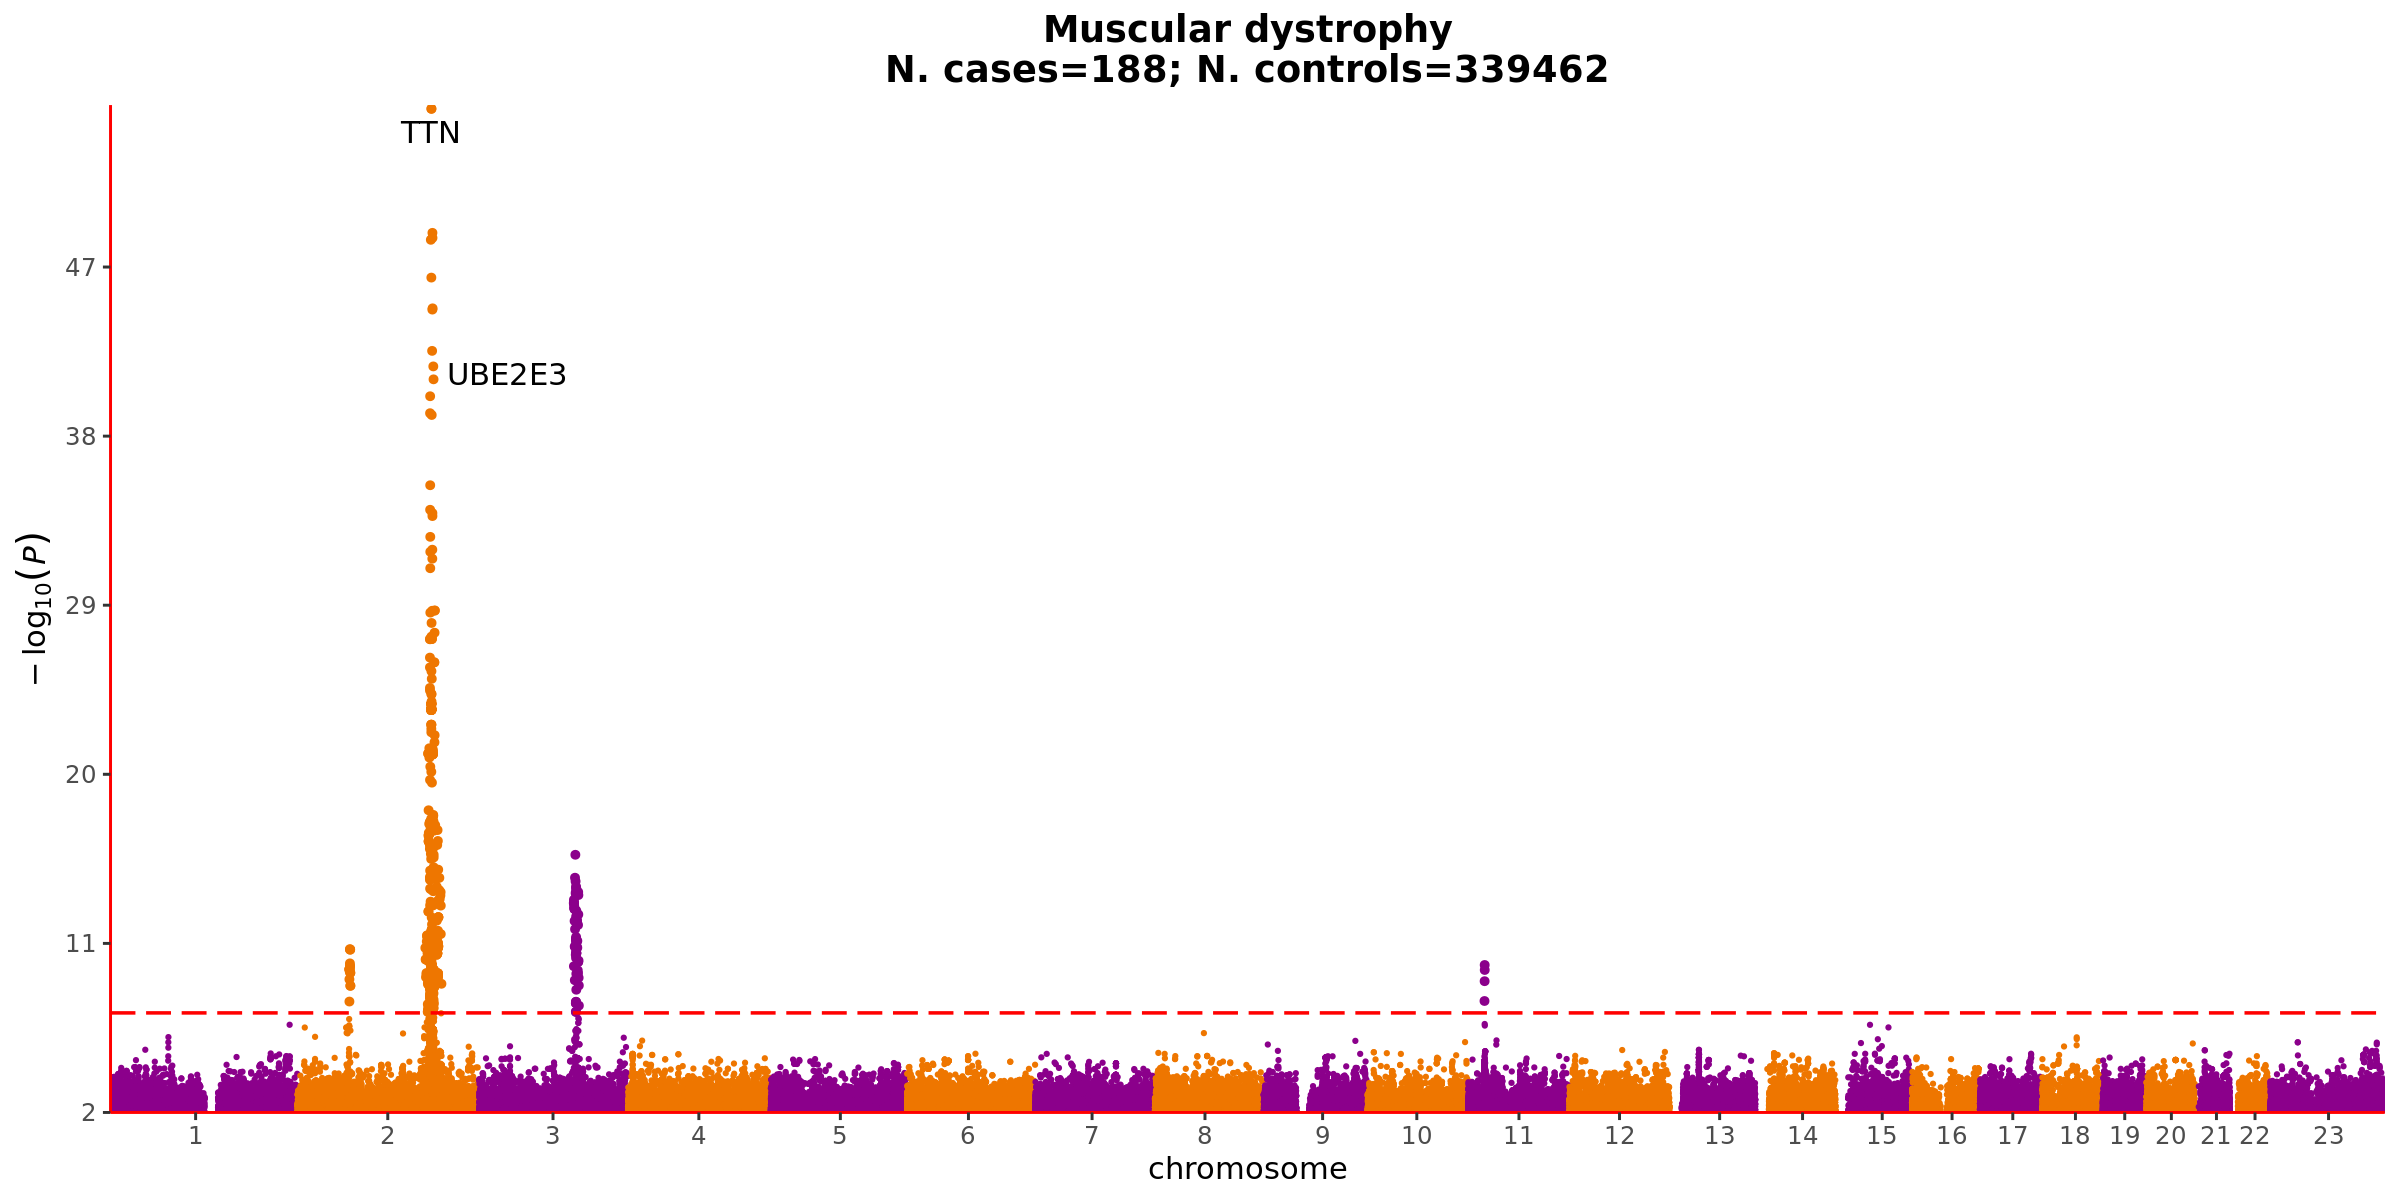 Muscular dystrophy
N. cases=188; N. controls=339462
TTN
47
UBE2E3
38
29
20
11
2
− log10(P)
1 2 3 4 5 6 7 8 9 10 11 12 13 14 15 16 17 18 19 20 21 22 23
chromosome